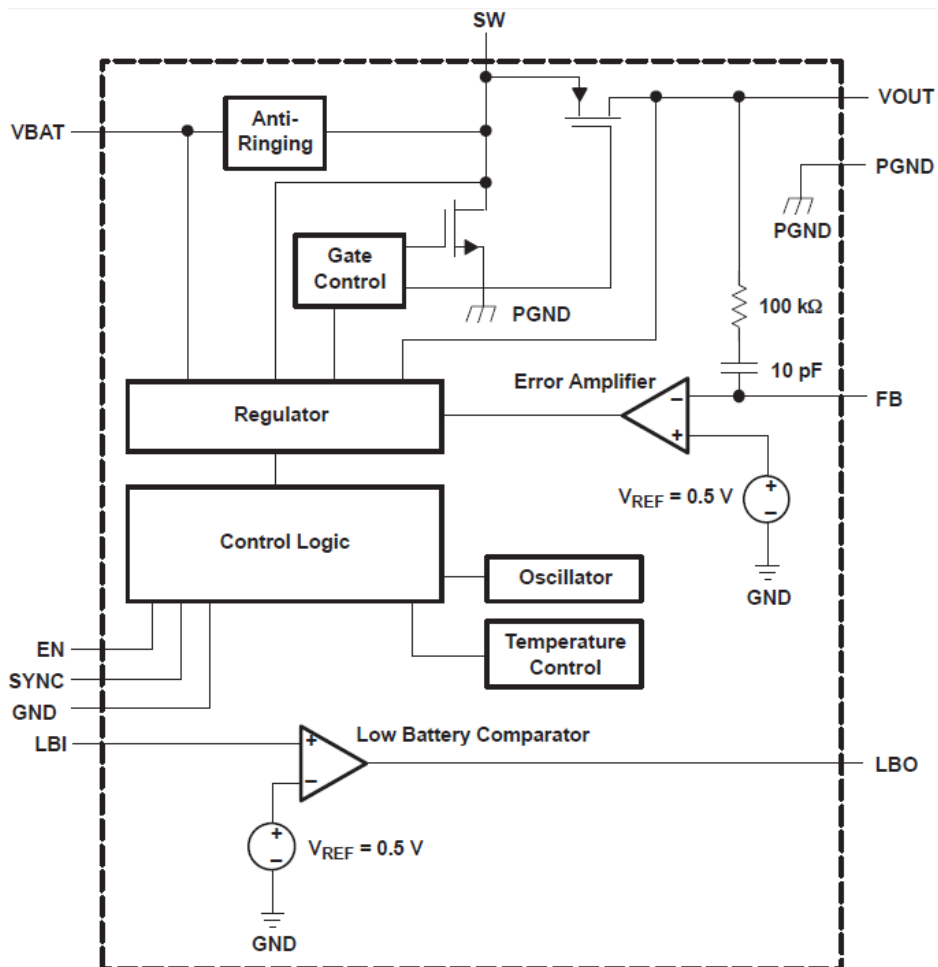 SW
VBAT
Anti-
Ringing
VOUT
PGND
PGND
Gate
Control
PGND
100 kΩ
10 pF
Error Amplifier
−
+
FB
Regulator
VREF = 0.5 V
+
−
GND
Control Logic
Oscillator
Temperature
Control
EN
SYNC
GND
LBI
Low Battery Comparator
+
−
LBO
VREF = 0.5 V
+
−
GND